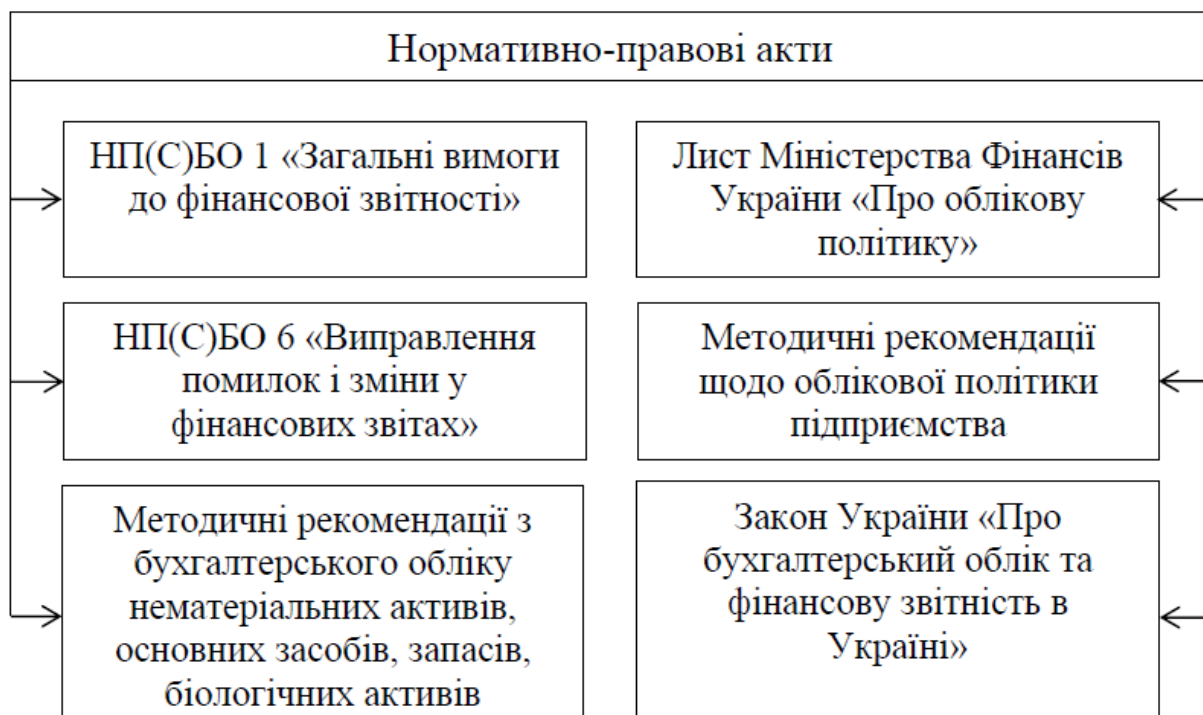 Нормативно-правові акти
НП(С)БО 1 «Загальні вимоги
до фінансової звітності»
НП(С)БО 6 «Виправлення
помилок і зміни у
фінансових звітах»
Методичні рекомендації з
бухгалтерського обліку
нематеріальних активів,
основних засобів, запасів,
біологічних активів
Лист Міністерства Фінансів
України «Про облікову
політику»
Методичні рекомендації
щодо облікової політики
підприємства
Закон України «Про
бухгалтерський облік та
фінансову звітність в
Україні»